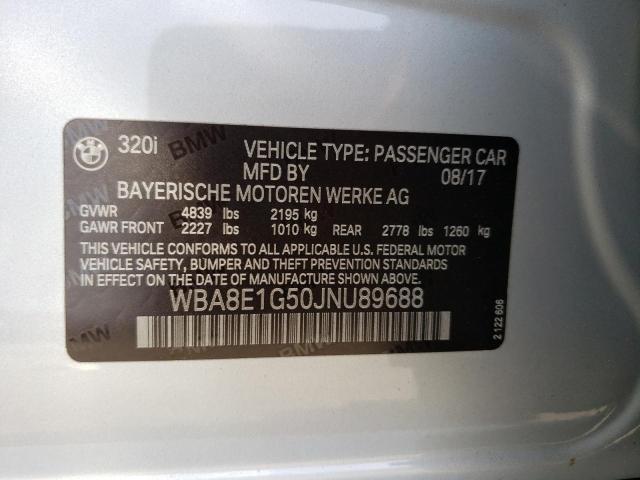 BMW 320i BMW VEHICLE TYPE: PASSENGER CAR
MFD BY 08/17
BAYERISCHE MOTOREN WERKE AG
GVWR 4839 lbs 2195 kg
GAWR FRONT 2227 lbs 1010 kg REAR 2778 lbs 1260 kg
THIS VEHICLE CONFORMS TO ALL APPLICABLE U.S. FEDERAL MOTOR
VEHICLE SAFETY, BUMPER AND THEFT PREVENTION STANDARDS
IN EFFECT ON THE DATE OF MANUFACTURE SHOWN ABOVE.
WBA8E1G50JNU89688
2 122 606